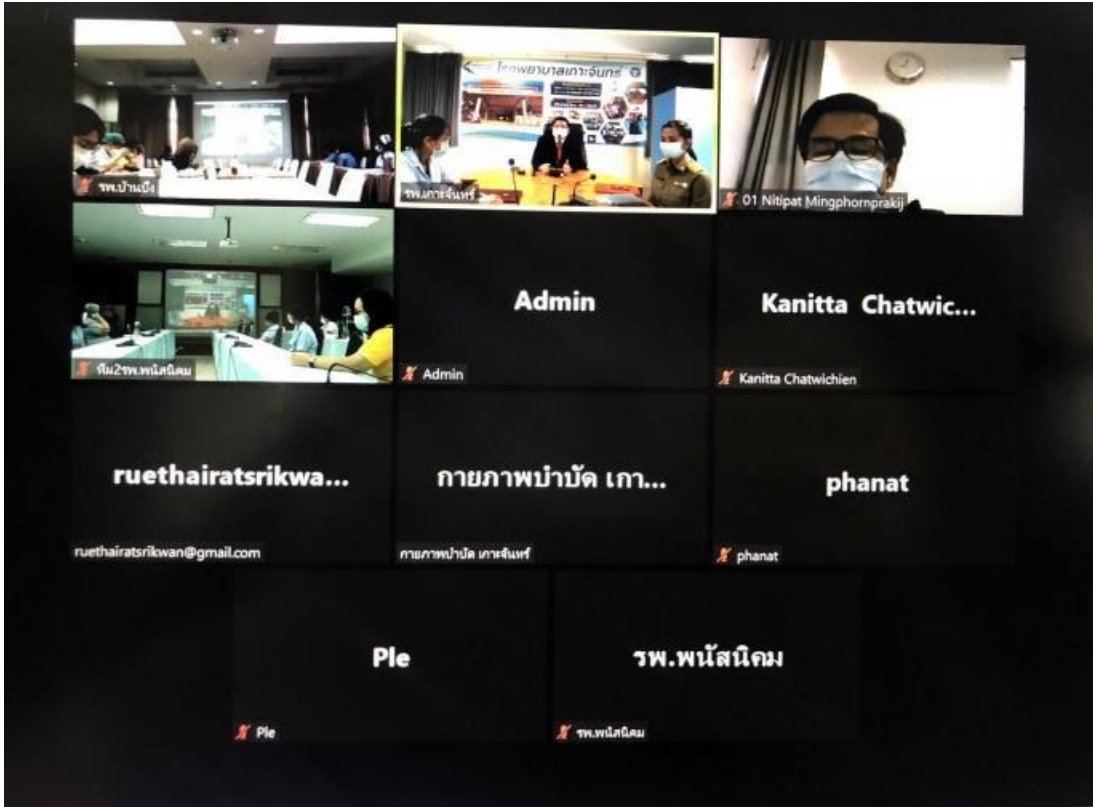 โรงพยาบาลเกาะจันทร์
รพ.บ้านบึง
รพ.เกาะจันทร์
01 Nitipat Mingphornprakij
ทีม2รพ.พนัสนิคม
Admin
Admin
Kanitta Chatwic...
Kanitta Chatwichien
ruethairatsrikwa...
ruethairatsrikwan@gmail.com
กายภาพบำบัด เกา...
กายภาพบำบัด เกาะจันทร์
phanat
phanat
Ple
Ple
รพ.พนัสนิคม
รพ.พนัสนิคม